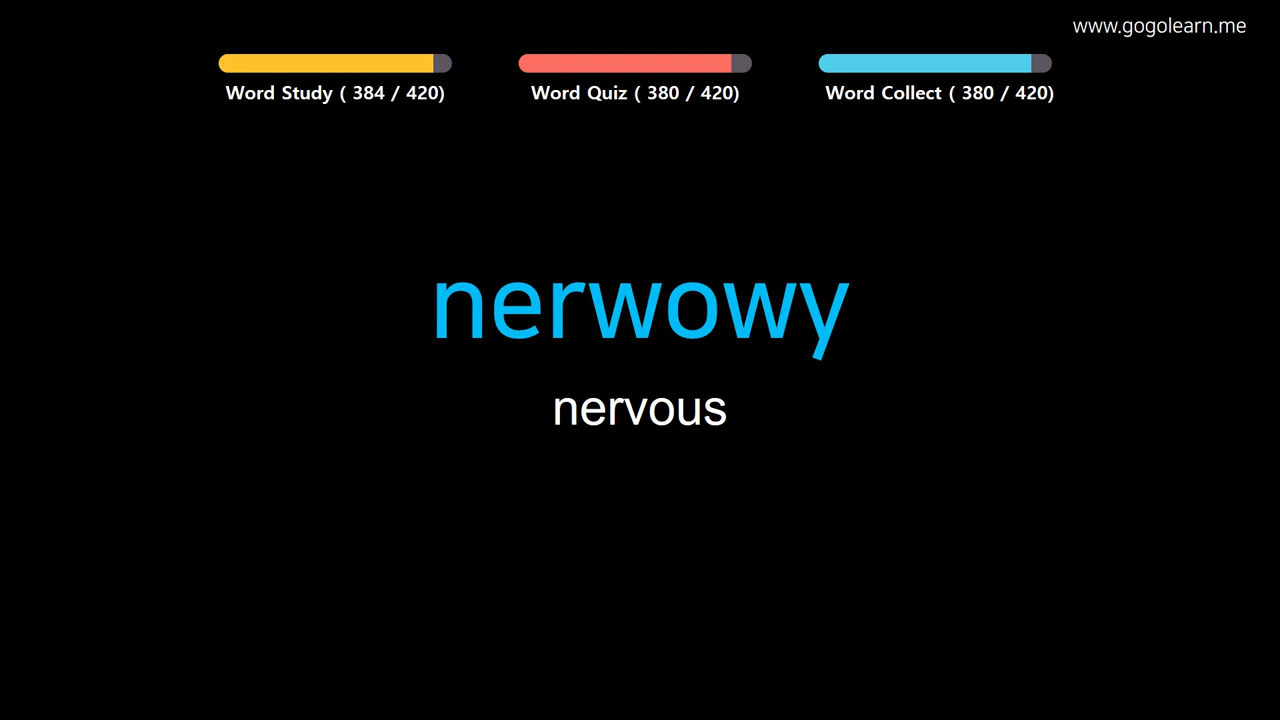 www.gogolearn.me
Word Study ( 384 / 420)
Word Quiz ( 380 / 420)
Word Collect ( 380 / 420)
nerwowy
nervous